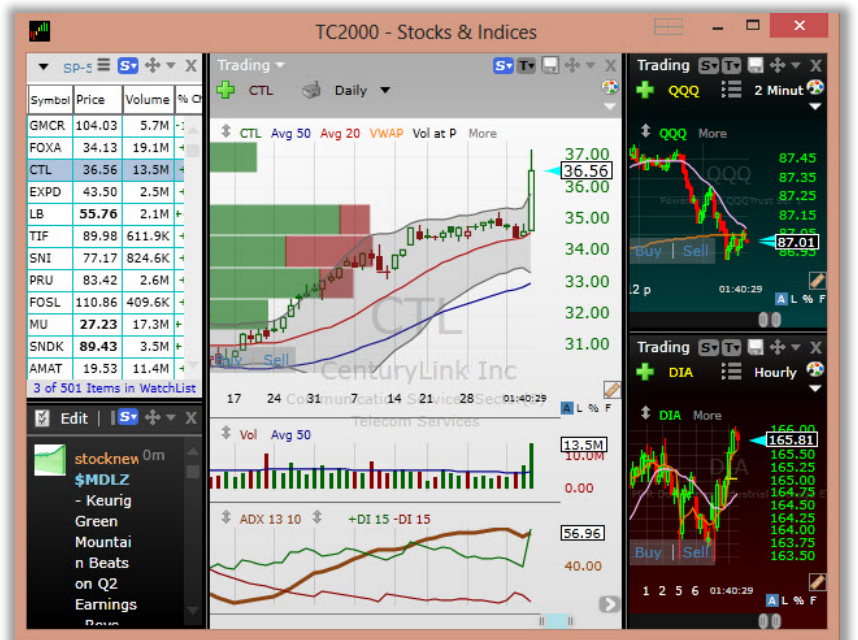 TC2000 - Stocks & Indices
SP-5
Symbol Price Volume % Ch
GMCR 104.03 5.7M
FOXA 34.13 19.1M
CTL 36.56 13.5M
EXPD 43.50 2.5M
LB 55.76 2.1M
TIF 89.98 611.9K
SNI 77.17 824.6K
PRU 83.42 2.6M
FOSL 110.86 409.6K
MU 27.23 17.3M
SNDK 89.43 3.5M
AMAT 19.53 11.4M
3 of 501 Items in WatchList
Edit
stocknew 0m
$MDLZ
- Keurig
Green
Mountai
n Beats
on Q2
Earnings
Trading
CTL Daily
CTL Avg 50 Avg 20 VWAP Vol at P More
37.00
36.56
36.00
35.00
34.00
33.00
32.00
31.00
CTL
CenturyLink Inc
Communication Services Sector
Telecom Services
Buy | Sell
17 24 31 7 14 21 28 01:40:29
A L % F
Vol Avg 50
13.5M
10.0M
0.00
ADX 13 10 +DI 15 -DI 15
56.96
40.00
Trading
QQQ 2 Minut
QQQ More
QQQ
87.45
87.35
87.25
87.15
87.05
87.01
86.95
Buy | Sell
12 p 01:40:29
A L % F
Trading
DIA Hourly
DIA More
DIA
166.00
165.81
165.50
165.25
165.00
164.75
164.50
164.25
164.00
163.75
163.50
Buy | Sell
1 2 5 6 01:40:29
A L % F